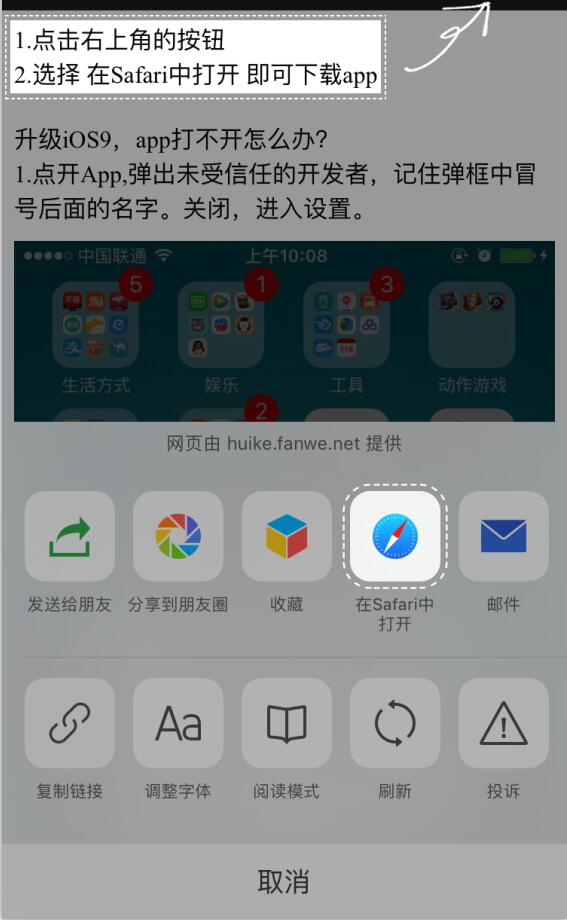 1.点击右上角的按钮
2.选择 在Safari中打开 即可下载app
升级iOS9，app打不开怎么办？
1.点开App,弹出未受信任的开发者，记住弹框中冒
号后面的名字。关闭，进入设置。
中国联通 上午10:08
5 1 3
生活方式 娱乐 工具 动作游戏
2
网页由 huike.fanwe.net 提供
发送给朋友 分享到朋友圈 收藏 在Safari中 邮件
打开
Aa
复制链接 调整字体 阅读模式 刷新 投诉
取消